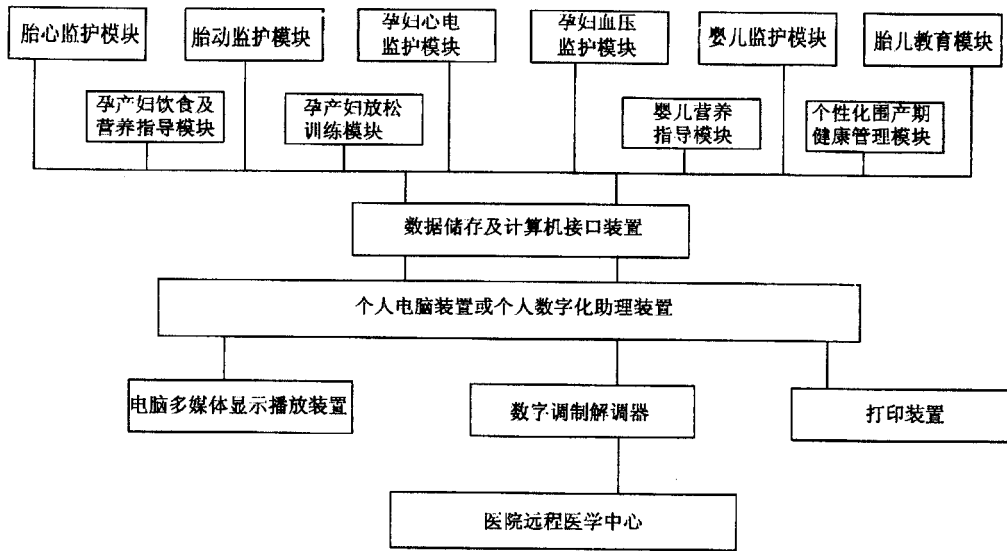 胎心监护模块
胎动监护模块
孕妇心电
监护模块
孕妇血压
监护模块
婴儿监护模块
胎儿教育模块
孕产妇饮食及
营养指导模块
孕产妇放松
训练模块
婴儿营养
指导模块
个性化围产期
健康管理模块
数据储存及计算机接口装置
个人电脑装置或个人数字化助理装置
电脑多媒体显示播放装置
数字调制解调器
打印装置
医院远程医学中心